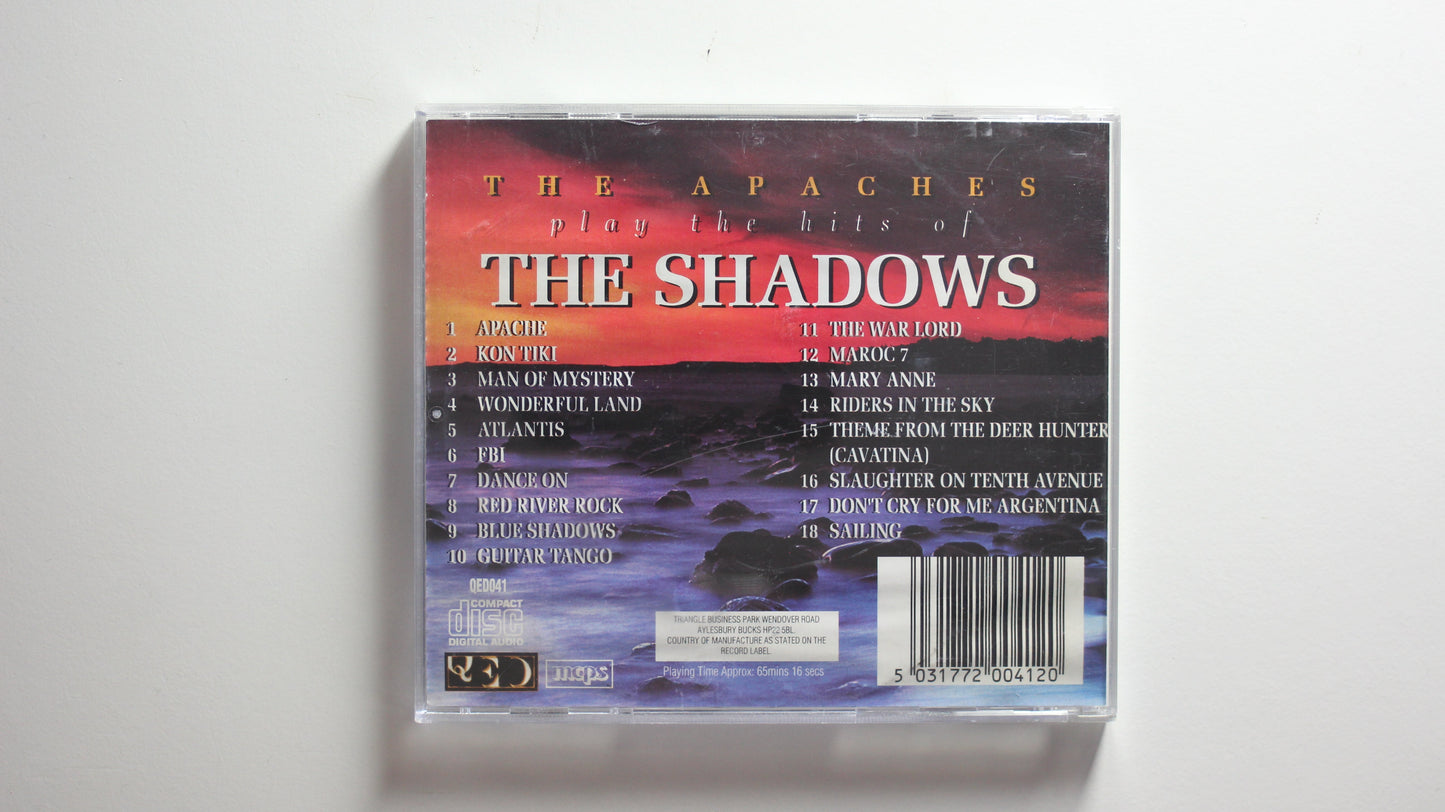 THE APACHES
play the hits of
THE SHADOWS
1 APACHE
2 KON TIKI
3 MAN OF MYSTERY
4 WONDERFUL LAND
5 ATLANTIS
6 FBI
7 DANCE ON
8 RED RIVER ROCK
9 BLUE SHADOWS
10 GUITAR TANGO
11 THE WAR LORD
12 MAROC 7
13 MARY ANNE
14 RIDERS IN THE SKY
15 THEME FROM THE DEER HUNTER
(CAVATINA)
16 SLAUGHTER ON TENTH AVENUE
17 DON'T CRY FOR ME ARGENTINA
18 SAILING
QED041
COMPACT
disc
DIGITAL AUDIO
QED
mcps
TRIANGLE BUSINESS PARK WENDOVER ROAD
AYLESBURY BUCKS HP22 5BL.
COUNTRY OF MANUFACTURE AS STATED ON THE
RECORD LABEL.
Playing Time Approx: 65mins 16 secs
5 031772 004120